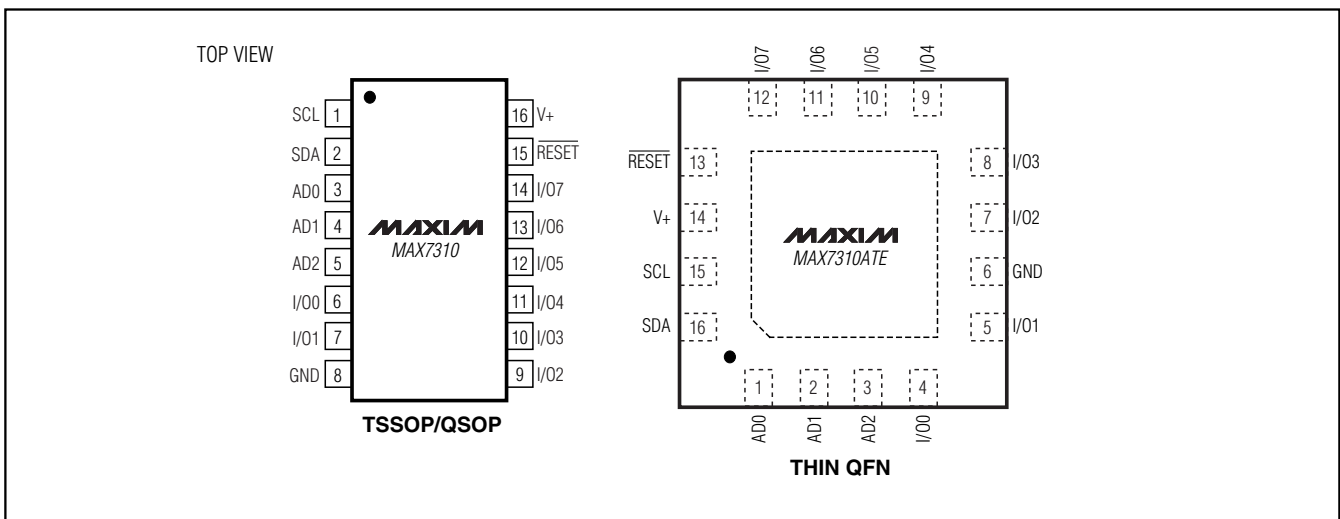 TOP VIEW
SCL 1
SDA 2
AD0 3
AD1 4
AD2 5
I/O0 6
I/O1 7
GND 8
16 V+
15 RESET
14 I/O7
13 I/O6
12 I/O5
11 I/O4
10 I/O3
9 I/O2
MAXIM
MAX7310
TSSOP/QSOP
I/O7 I/O6 I/O5 I/O4
12 11 10 9
RESET 13
V+ 14
SCL 15
SDA 16
8 I/O3
7 I/O2
6 GND
5 I/O1
MAXIM
MAX7310ATE
1 2 3 4
AD0 AD1 AD2 I/O0
THIN QFN